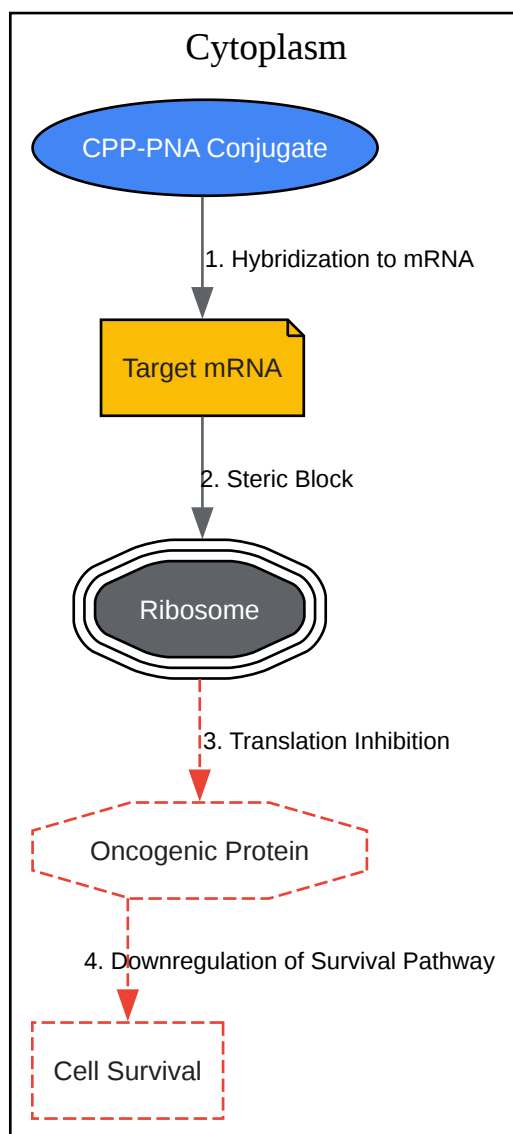 Cytoplasm
CPP-PNA Conjugate
1. Hybridization to mRNA
Target mRNA
2. Steric Block
Ribosome
3. Translation Inhibition
Oncogenic Protein
4. Downregulation of Survival Pathway
Cell Survival